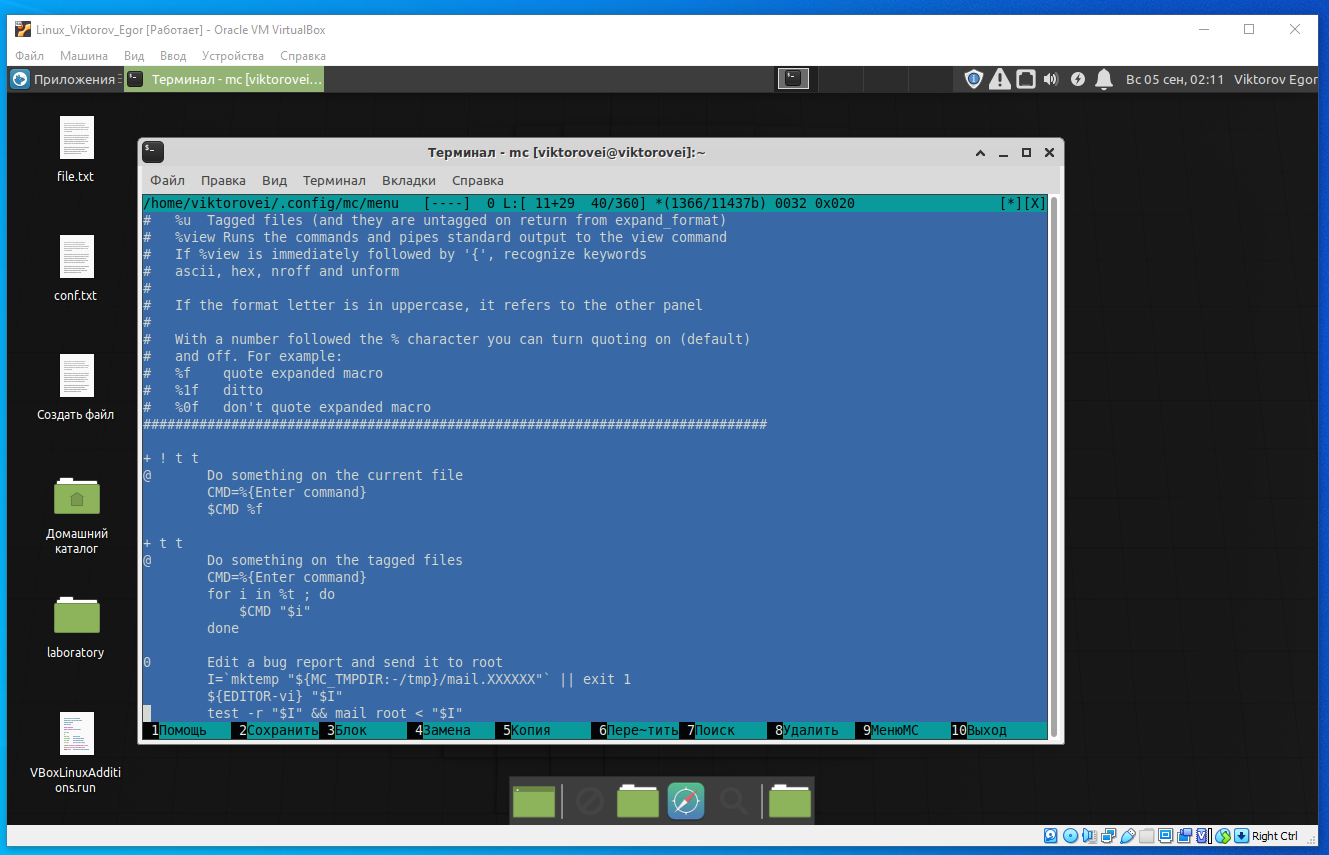 Linux_Viktorov_Egor [Работает] - Oracle VM VirtualBox
Файл Машина Вид Ввод Устройства Справка
Приложения Терминал - mc [viktorovei... Вс 05 сен, 02:11 Viktorov Egor
file.txt
conf.txt
Создать файл
Домашний
каталог
laboratory
VBoxLinuxAdditi
ons.run
Терминал - mc [viktorovei@viktorovei]:~
Файл Правка Вид Терминал Вкладки Справка
/home/viktorovei/.config/mc/menu [----] 0 L:[ 11+29 40/360] *(1366/11437b) 0032 0x020 [*][X]
# %u Tagged files (and they are untagged on return from expand_format)
# %view Runs the commands and pipes standard output to the view command
# If %view is immediately followed by '{', recognize keywords
# ascii, hex, nroff and unform
#
# If the format letter is in uppercase, it refers to the other panel
#
# With a number followed the % character you can turn quoting on (default)
# and off. For example:
# %f quote expanded macro
# %1f ditto
# %0f don't quote expanded macro
##############################################################################
+ ! t t
@ Do something on the current file
CMD=%{Enter command}
$CMD %f
+ t t
@ Do something on the tagged files
CMD=%{Enter command}
for i in %t ; do
$CMD "$i"
done
0 Edit a bug report and send it to root
I=`mktemp "${MC_TMPDIR:-/tmp}/mail.XXXXXX"` || exit 1
${EDITOR-vi} "$I"
test -r "$I" && mail root < "$I"
1Помощь 2Сохранить 3Блок 4Замена 5Копия 6Пере~тить 7Поиск 8Удалить 9МенюMC 10Выход
Right Ctrl